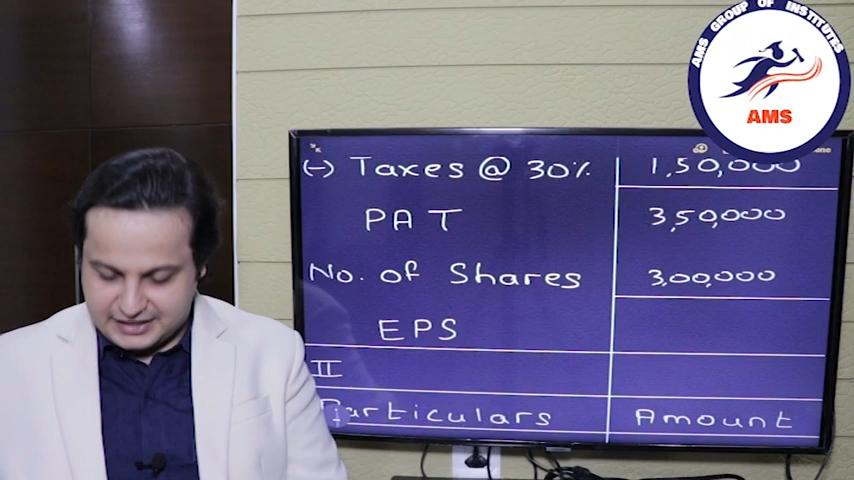 AMS GROUP OF INSTITUTES
AMS
(-) Taxes @ 30% 1,50,000
PAT 3,50,000
No. of Shares 3,00,000
EPS
II
Particulars Amount